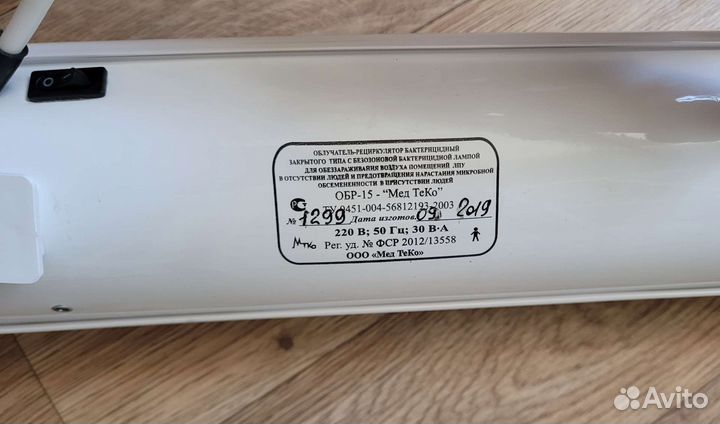 ОБЛУЧАТЕЛЬ-РЕЦИРКУЛЯТОР БАКТЕРИЦИДНЫЙ
ЗАКРЫТОГО ТИПА С БЕЗОЗОНОВОЙ БАКТЕРИЦИДНОЙ ЛАМПОЙ
ДЛЯ ОБЕЗЗАРАЖИВАНИЯ ВОЗДУХА ПОМЕЩЕНИЙ ЛПУ
В ОТСУТСТВИИ ЛЮДЕЙ И ПРЕДОТВРАЩЕНИЯ НАРАСТАНИЯ МИКРОБНОЙ
ОБСЕМЕНЕННОСТИ В ПРИСУТСТВИИ ЛЮДЕЙ
ОБР-15 - "Мед ТеКо"
ТУ 9451-004-56812193-2003
№ 1299 Дата изготов. 09. 2019
220 В; 50 Гц; 30 В·А
МТКо Рег. уд. № ФСР 2012/13558
ООО «Мед ТеКо»
Avito